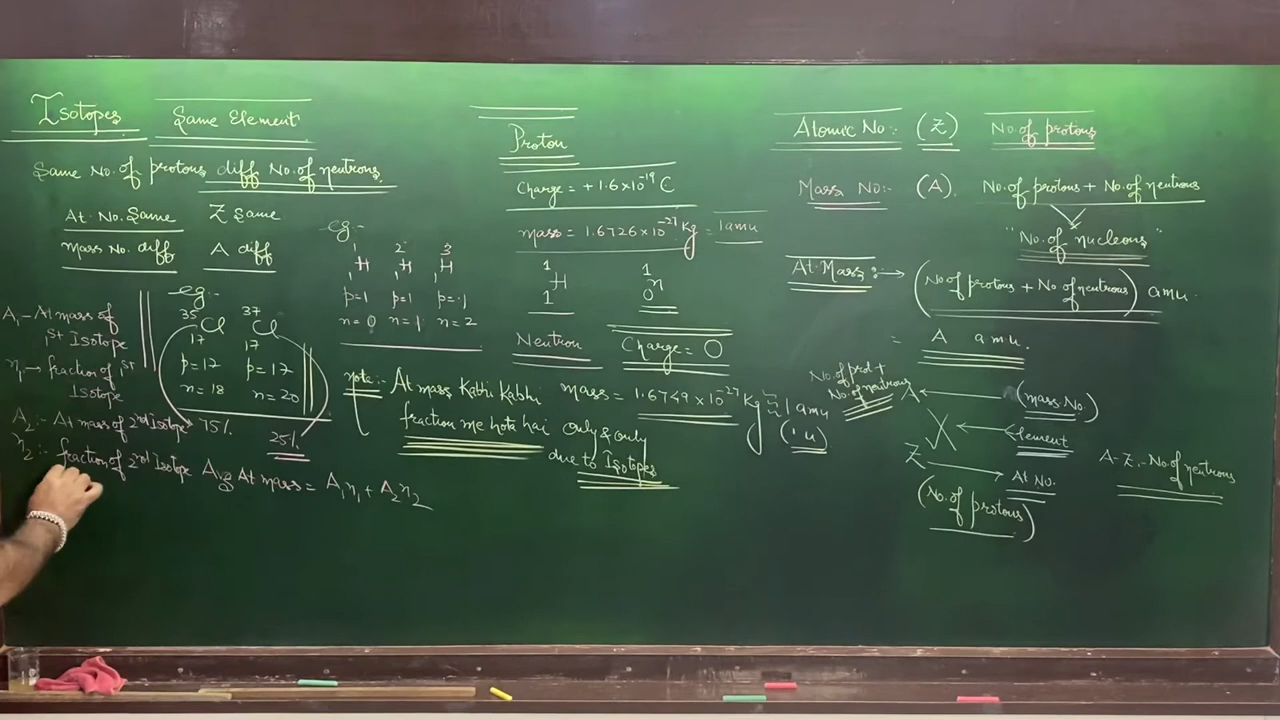 Isotopes Same Element
Same No. of protons diff No. of neutrons.
At. No. Same Z Same
Mass No. diff A diff
eg.
35 37
Cl Cl
17 17
p=17 p=17
n=18 n=20
75%. 25%.
A₁ - At mass of
1st Isotope
n₁ → fraction of 1st
Isotope
A₂ :- At mass of 2nd Isotope
n₂ :- fraction of 2nd Isotope
Avg At mass = A₁n₁ + A₂n₂
eg.
1 2 3
H H H
1 1 1
p=1 p=1 p=1
n=0 n=1 n=2
note:- At mass Kabhi Kabhi
fraction me hota hai only & only
due to Isotopes
Proton
Charge = +1.6×10⁻¹⁹ C
mass = 1.6726×10⁻²⁷ Kg = 1amu
1 1
H n
1 0
Neutron Charge = 0
mass = 1.6749×10⁻²⁷ Kg ≈ 1 amu
(1u)
Atomic No:- (Z) No. of protons
Mass No:- (A). No. of protons + No. of neutrons
"No. of nucleons"
At. Mass :- → (No of protons + No of neutrons) amu.
= A amu.
No. of prot +
No. of neutrons
A ← (mass No.)
X ← Element
Z → At No.
(No. of protons)
A-Z :- No. of neutrons